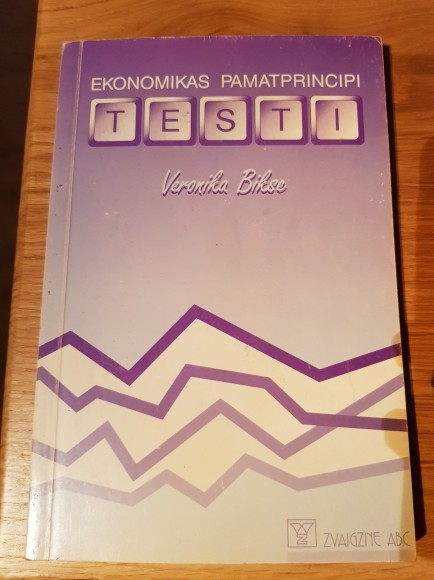 EKONOMIKAS PAMATPRINCIPI
TESTI
Veronika Bikse
ZVAIGZNE ABC